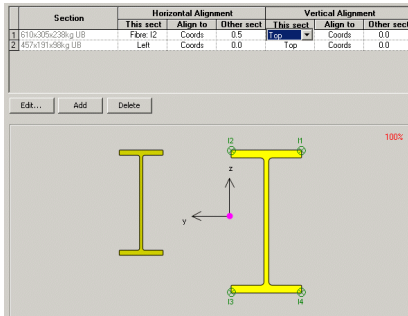 Section Horizontal Alignment Vertical Alignment
This sect Align to Other sect This sect Align to Other sect
1 610x305x238kg UB Fibre: I2 Coords 0.5 Top Coords 0.0
2 457x191x98kg UB Left Coords 0.0 Top Coords 0.0
Edit... Add Delete
100%
I2 I1
z
y
I3 I4